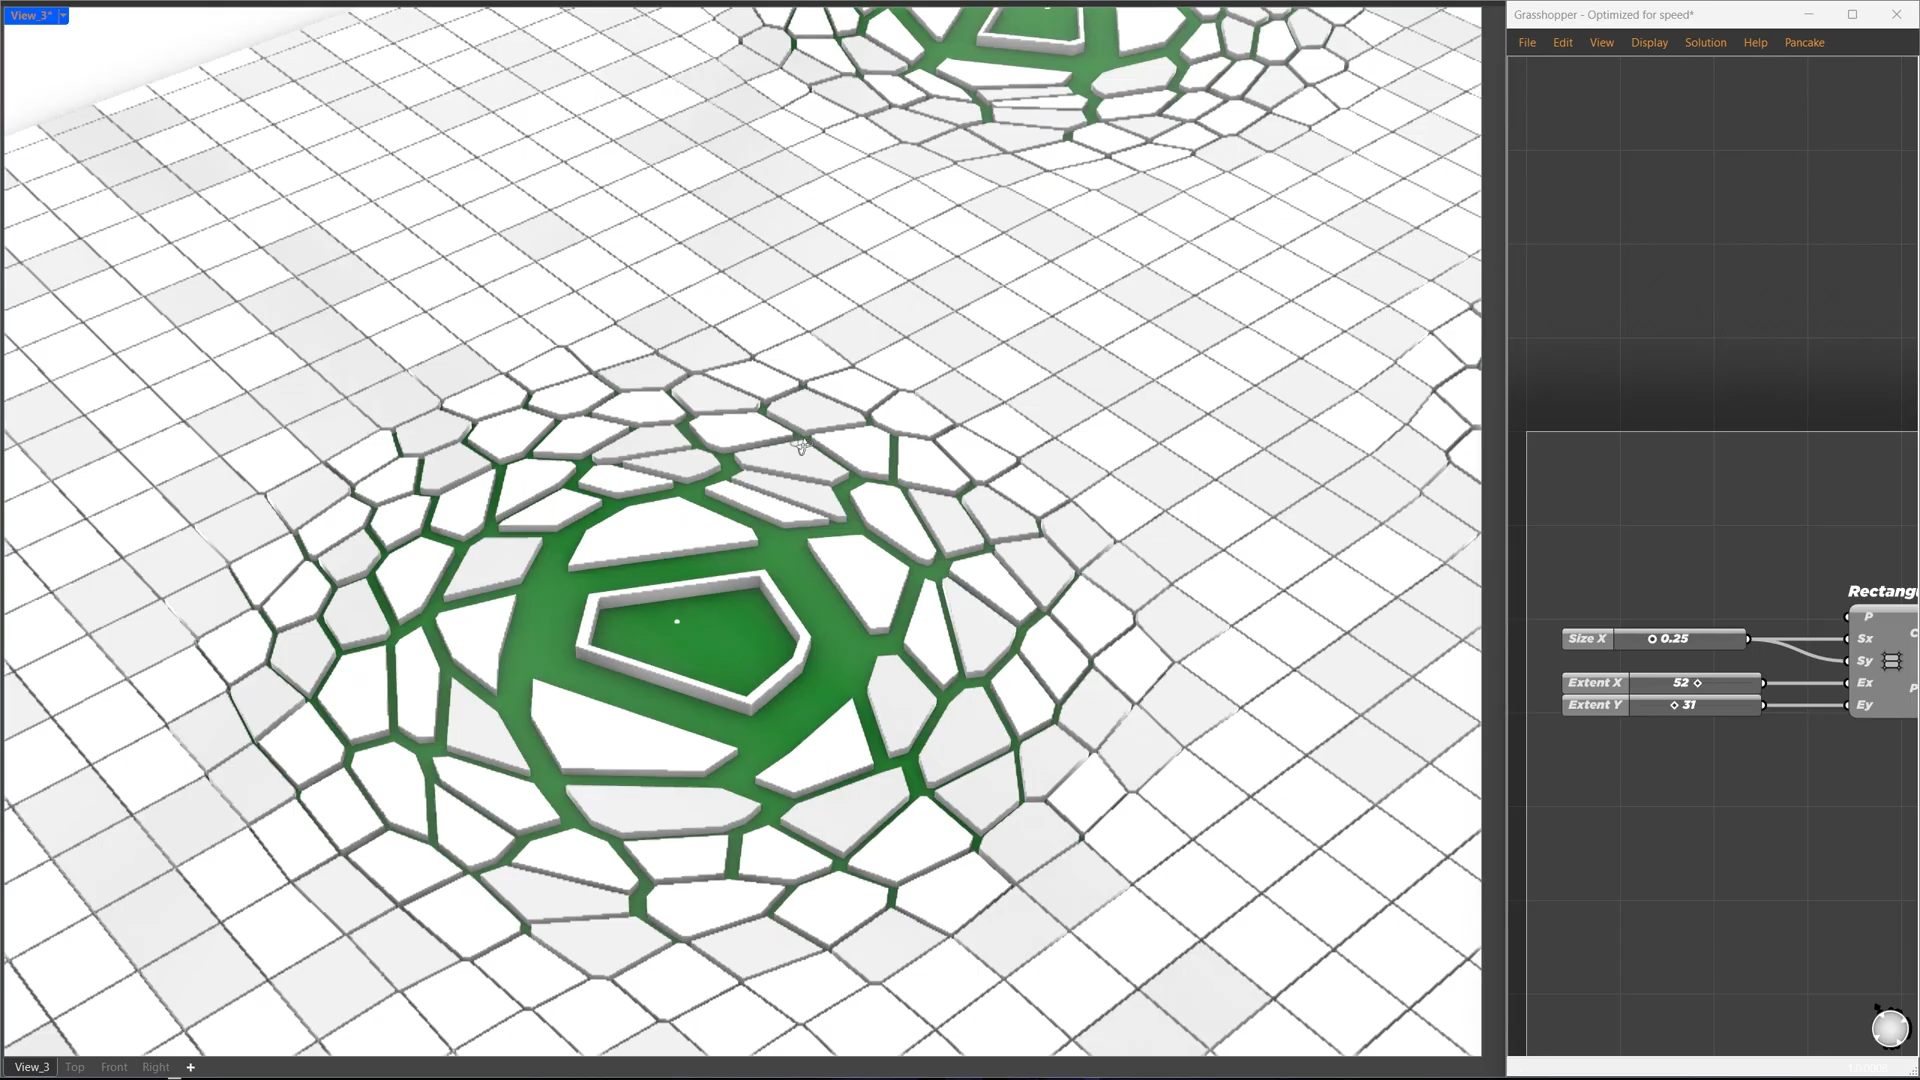 View_3*
Grasshopper - Optimized for speed*
File Edit View Display Solution Help Pancake
Rectang
P
Size X 0.25 Sx
Sy
Extent X 52 Ex
P
Extent Y 31 Ey
View_3 Top Front Right